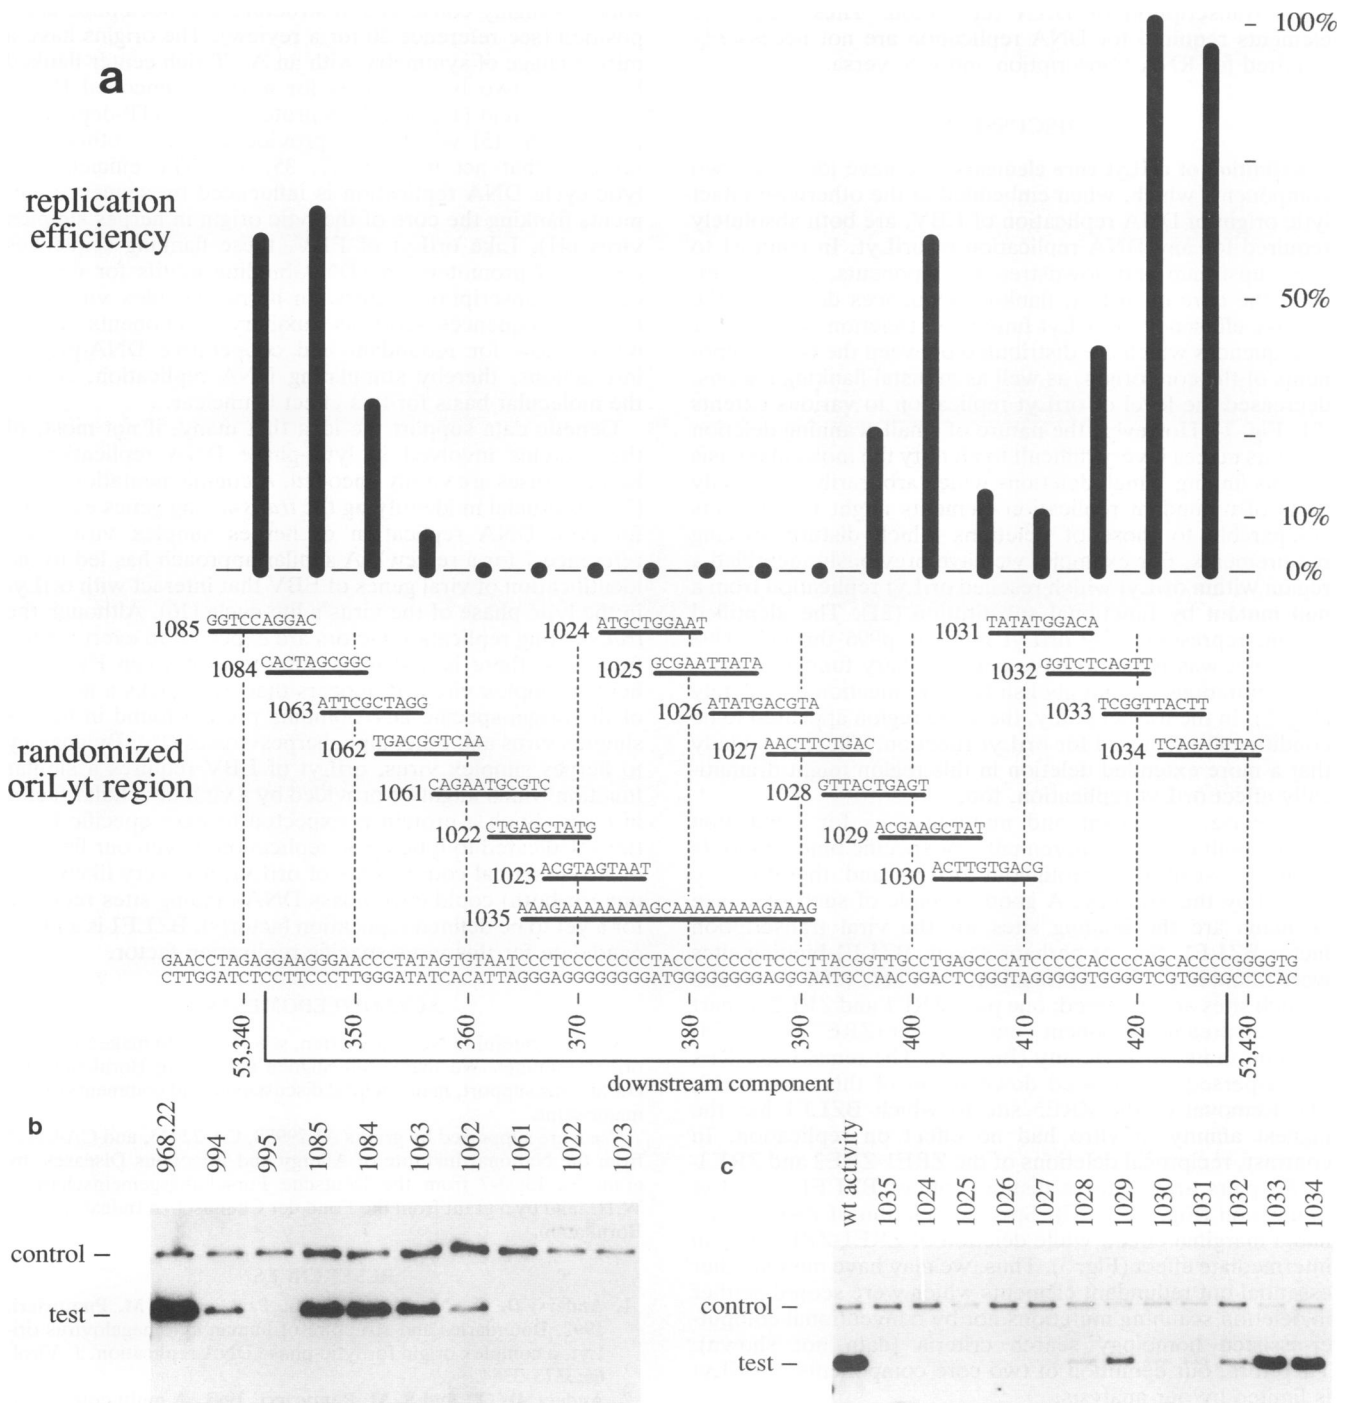 a
replication
efficiency
100%
50%
10%
0%
randomized
oriLyt region
1085 GGTCCAGGAC
1084 CACTAGCGGC
1063 ATTCGCTAGG
1062 TGACGGTCAA
1061 CAGAATGCGTC
1022 CTGAGCTATG
1023 ACGTAGTAAT
1035 AAAGAAAAAAAAGCAAAAAAAAGAAAG
1024 ATGCTGGAAT
1025 GCGAATTATA
1026 ATATGACGTA
1027 AACTTCTGAC
1028 GTTACTGAGT
1029 ACGAAGCTAT
1030 ACTTGTGACG
1031 TATATGGACA
1032 GGTCTCAGTT
1033 TCGGTTACTT
1034 TCAGAGTTAC
GAACCTAGAGGAAGGGAACCCTATAGTGTAATCCCTCCCCCCCCCTACCCCCCCCCTCCCTTACGGTTGCCTGAGCCCATCCCCCCACCCCAGCACCCCGGGGTG
CTTGGATCTCCTTCCCTTGGGATATCACATTAGGGAGGGGGGGGGATGGGGGGGGGAGGGAATGCCAACGGACTCGGGTAGGGGGGTGGGGTCGTGGGGCCCCAC
53,340 350 360 370 380 390 400 410 420 53,430
downstream component
b
968.22 994 995 1085 1084 1063 1062 1061 1022 1023
control
test
c
wt activity 1035 1024 1025 1026 1027 1028 1029 1030 1031 1032 1033 1034
control
test